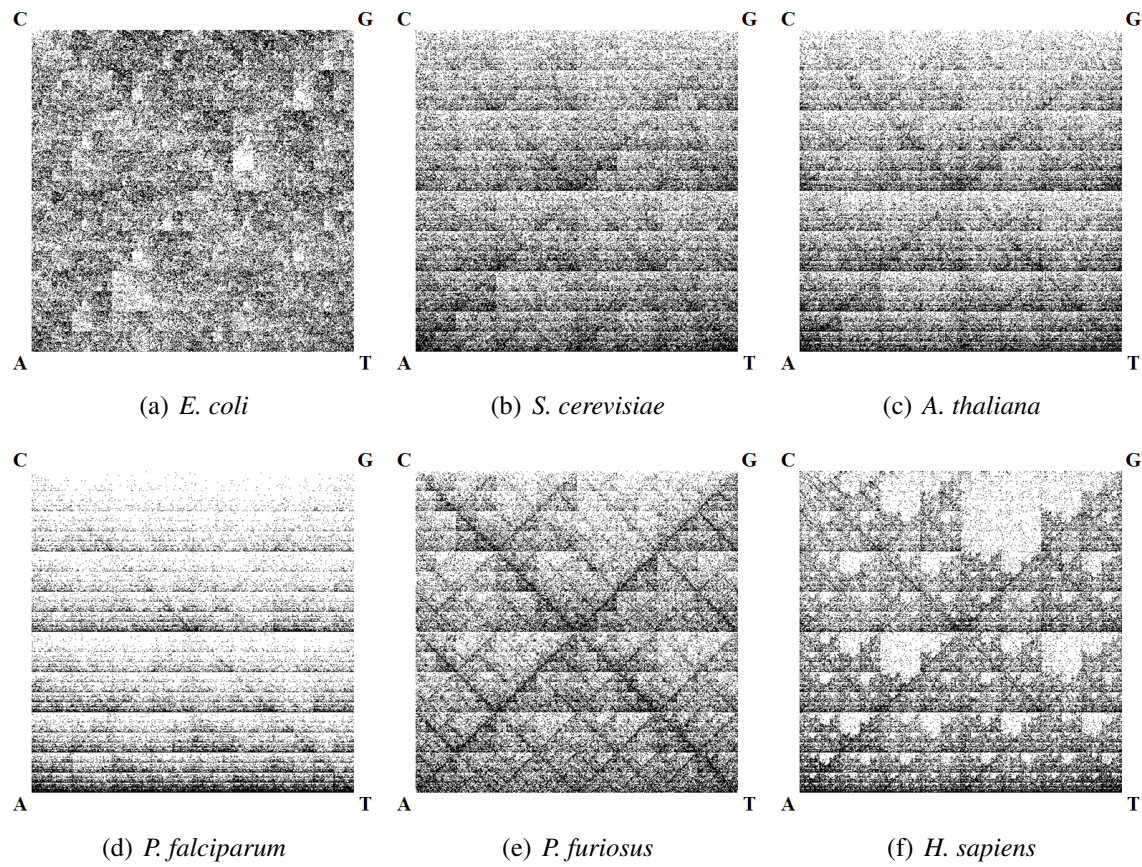 C G C G C G
A T A T A T
(a) E. coli (b) S. cerevisiae (c) A. thaliana
C G C G C G
A T A T A T
(d) P. falciparum (e) P. furiosus (f) H. sapiens